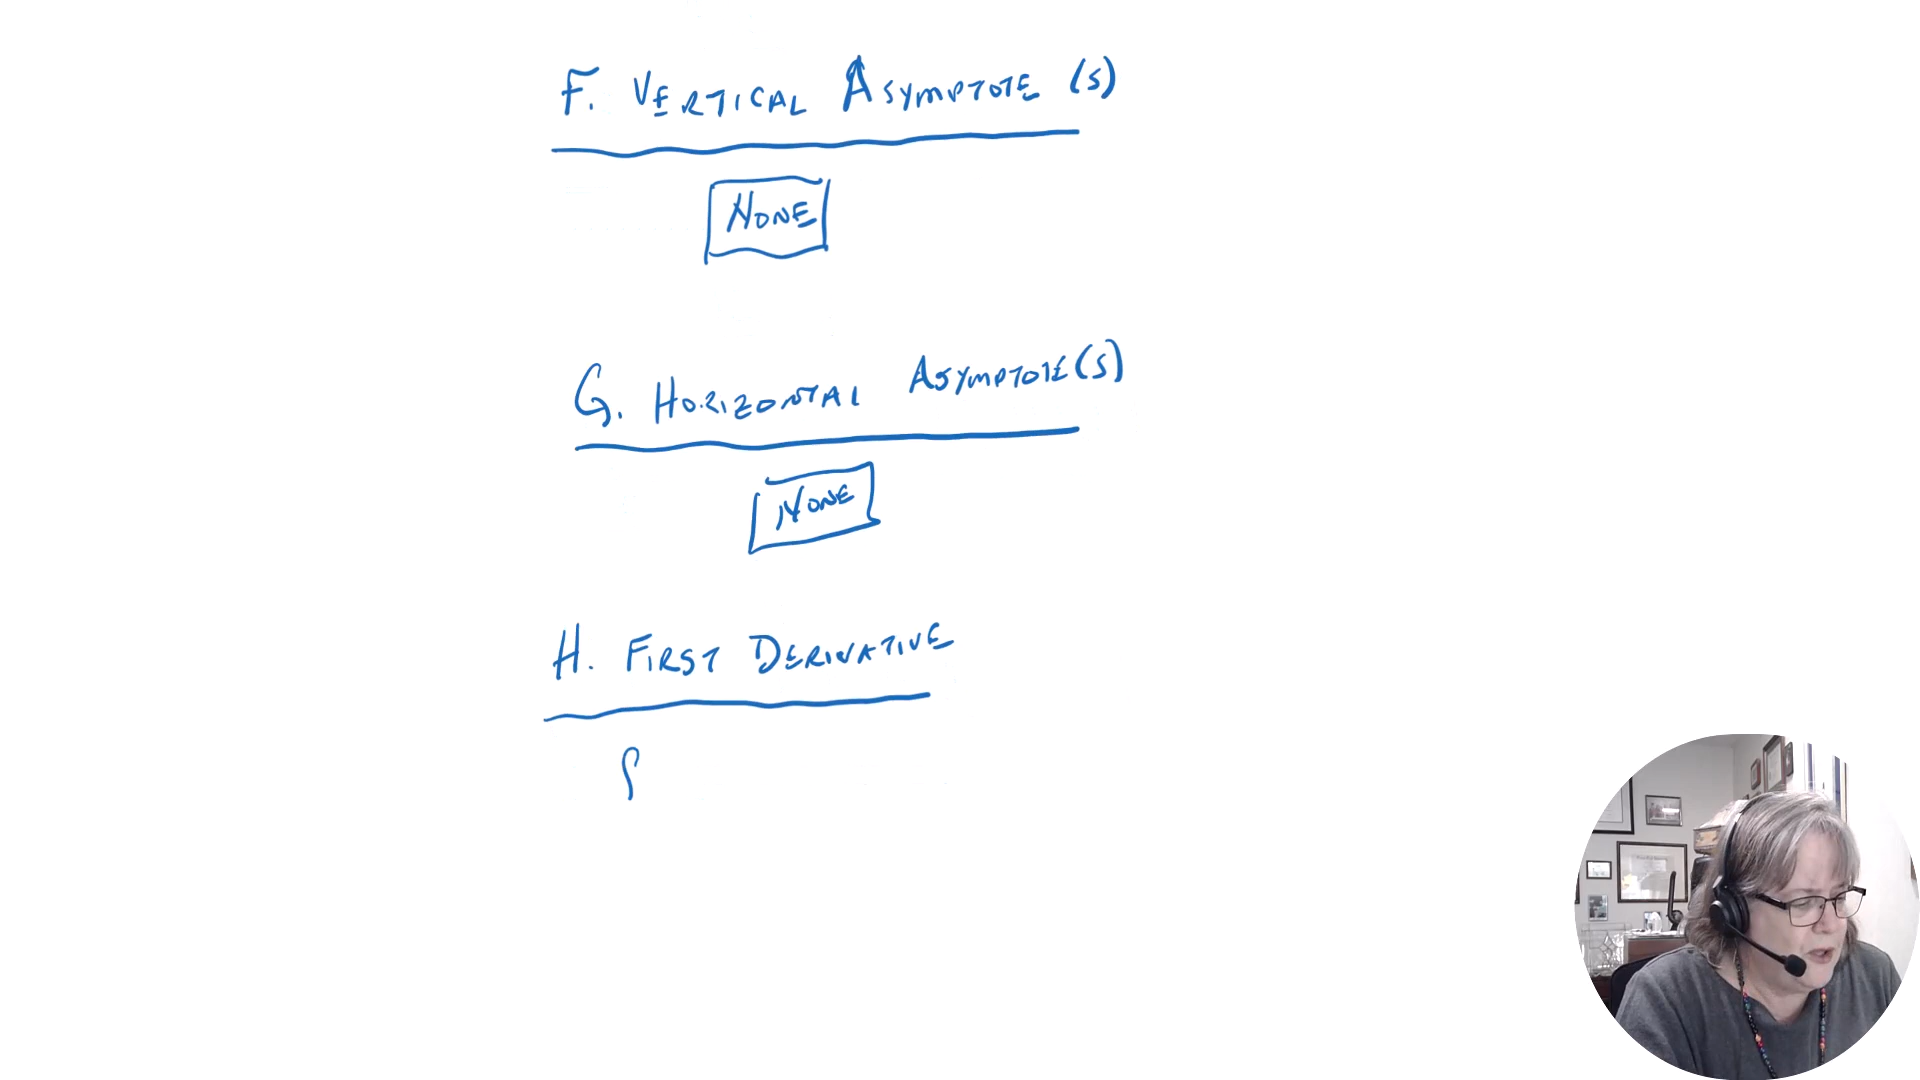 F. VERTICAL ASYMPTOTE (S)
NONE
G. HORIZONTAL ASYMPTOTE(S)
NONE
H. FIRST DERIVATIVE